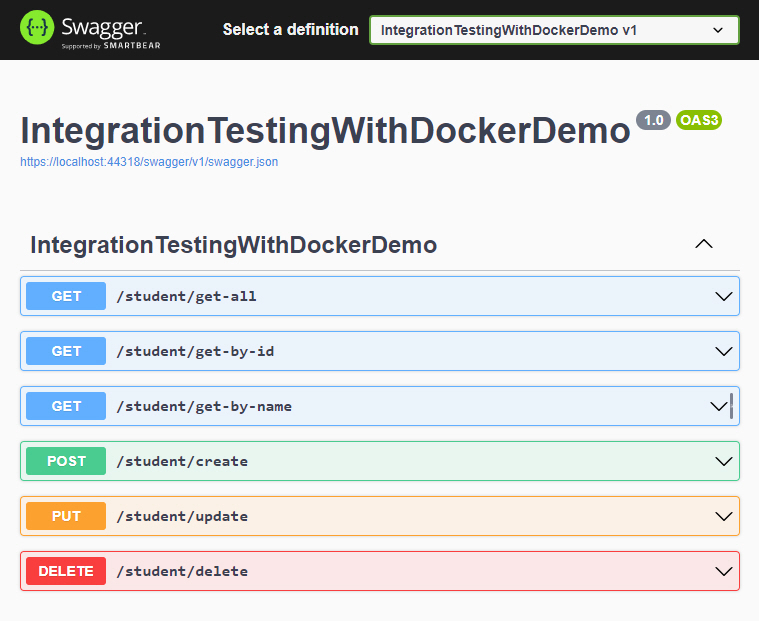 Swagger
Supported by SMARTBEAR
Select a definition
IntegrationTestingWithDockerDemo v1
IntegrationTestingWithDockerDemo 1.0 OAS3
https://localhost:44318/swagger/v1/swagger.json
IntegrationTestingWithDockerDemo
GET /student/get-all
GET /student/get-by-id
GET /student/get-by-name
POST /student/create
PUT /student/update
DELETE /student/delete